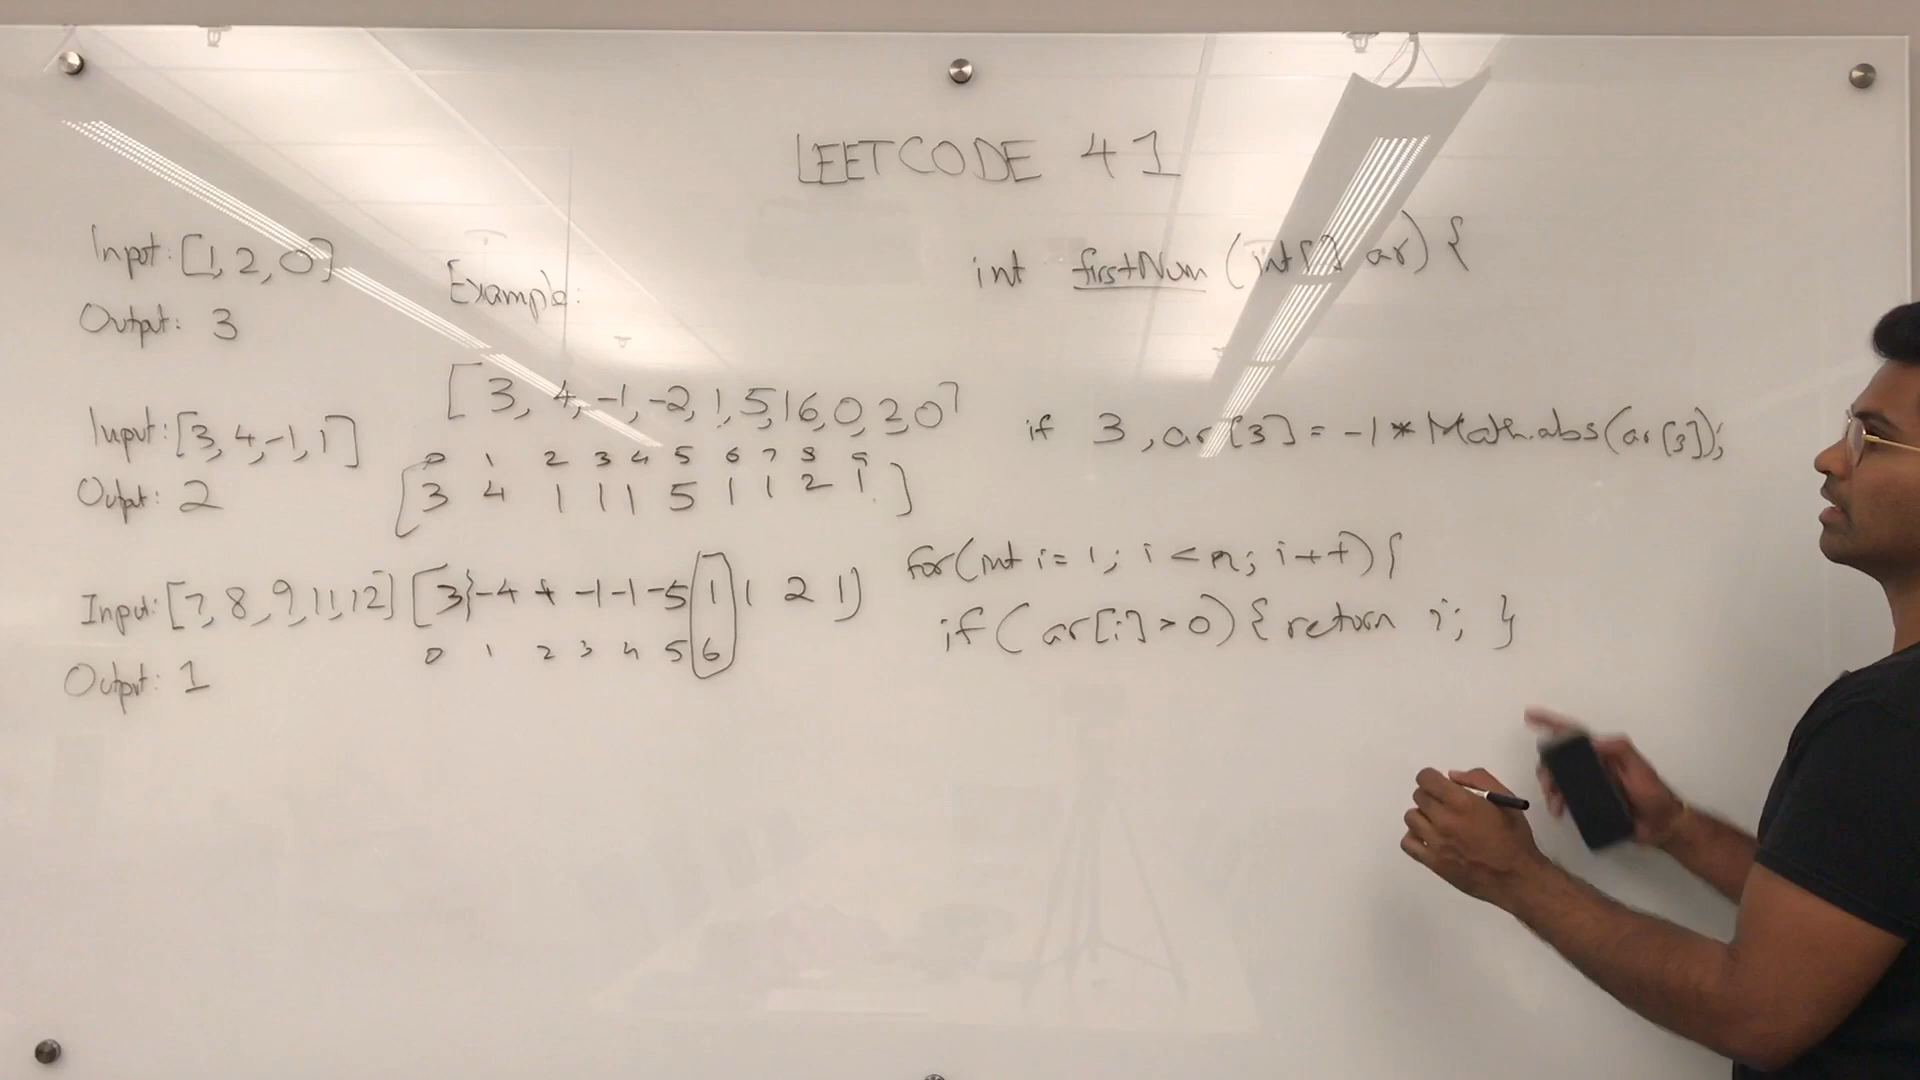 LEETCODE 41
Input: [1, 2, 0]
Output: 3
Input: [3, 4, -1, 1]
Output: 2
Input: [7, 8, 9, 11, 12]
Output: 1
Example:
[3, 4, -1, -2, 1, 5, 16, 0, 2, 0]
0 1 2 3 4 5 6 7 8 9
[3 4 1 1 1 5 1 1 2 1]
[3 -4 -1 -1 -5 1 1 2 1]
0 1 2 3 4 5 6
int firstNum (int[] ar) {
if 3, ar[3] = -1 * Math.abs(ar[3]);
for(int i = 1; i < n; i++) {
if (ar[i] > 0) { return i; }